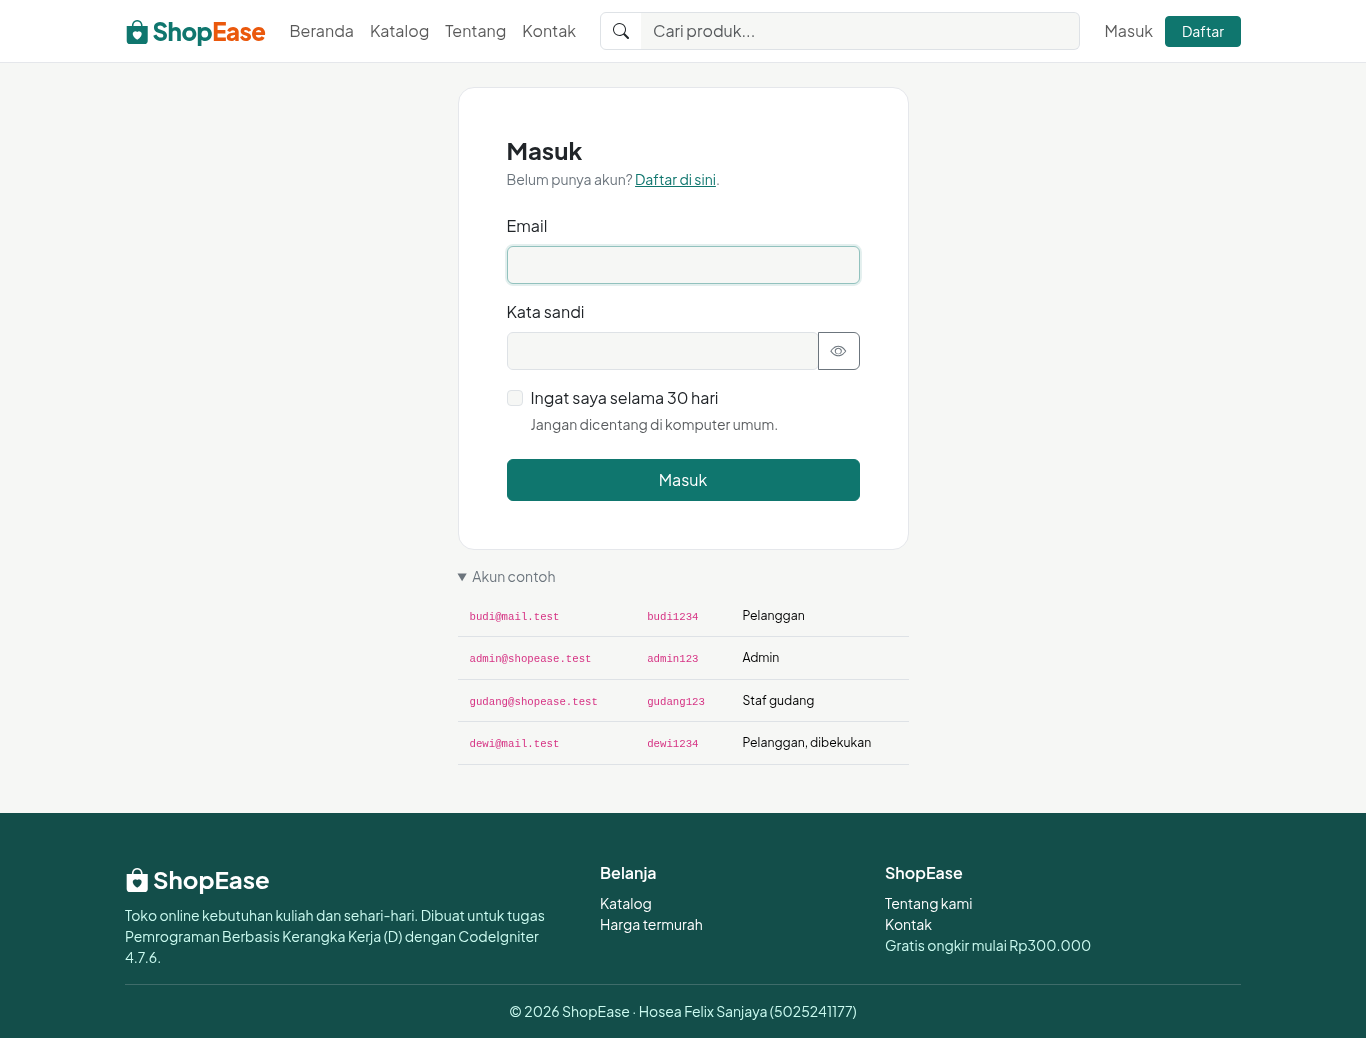 ShopEase
Beranda
Katalog
Tentang
Kontak
Cari produk...
Masuk
Daftar
Masuk
Belum punya akun? Daftar di sini.
Email
Kata sandi
Ingat saya selama 30 hari
Jangan dicentang di komputer umum.
Masuk
Akun contoh
budi@mail.test budi1234 Pelanggan
admin@shopease.test admin123 Admin
gudang@shopease.test gudang123 Staf gudang
dewi@mail.test dewi1234 Pelanggan, dibekukan
ShopEase
Toko online kebutuhan kuliah dan sehari-hari. Dibuat untuk tugas
Pemrograman Berbasis Kerangka Kerja (D) dengan CodeIgniter
4.7.6.
Belanja
Katalog
Harga termurah
ShopEase
Tentang kami
Kontak
Gratis ongkir mulai Rp300.000
© 2026 ShopEase · Hosea Felix Sanjaya (5025241177)